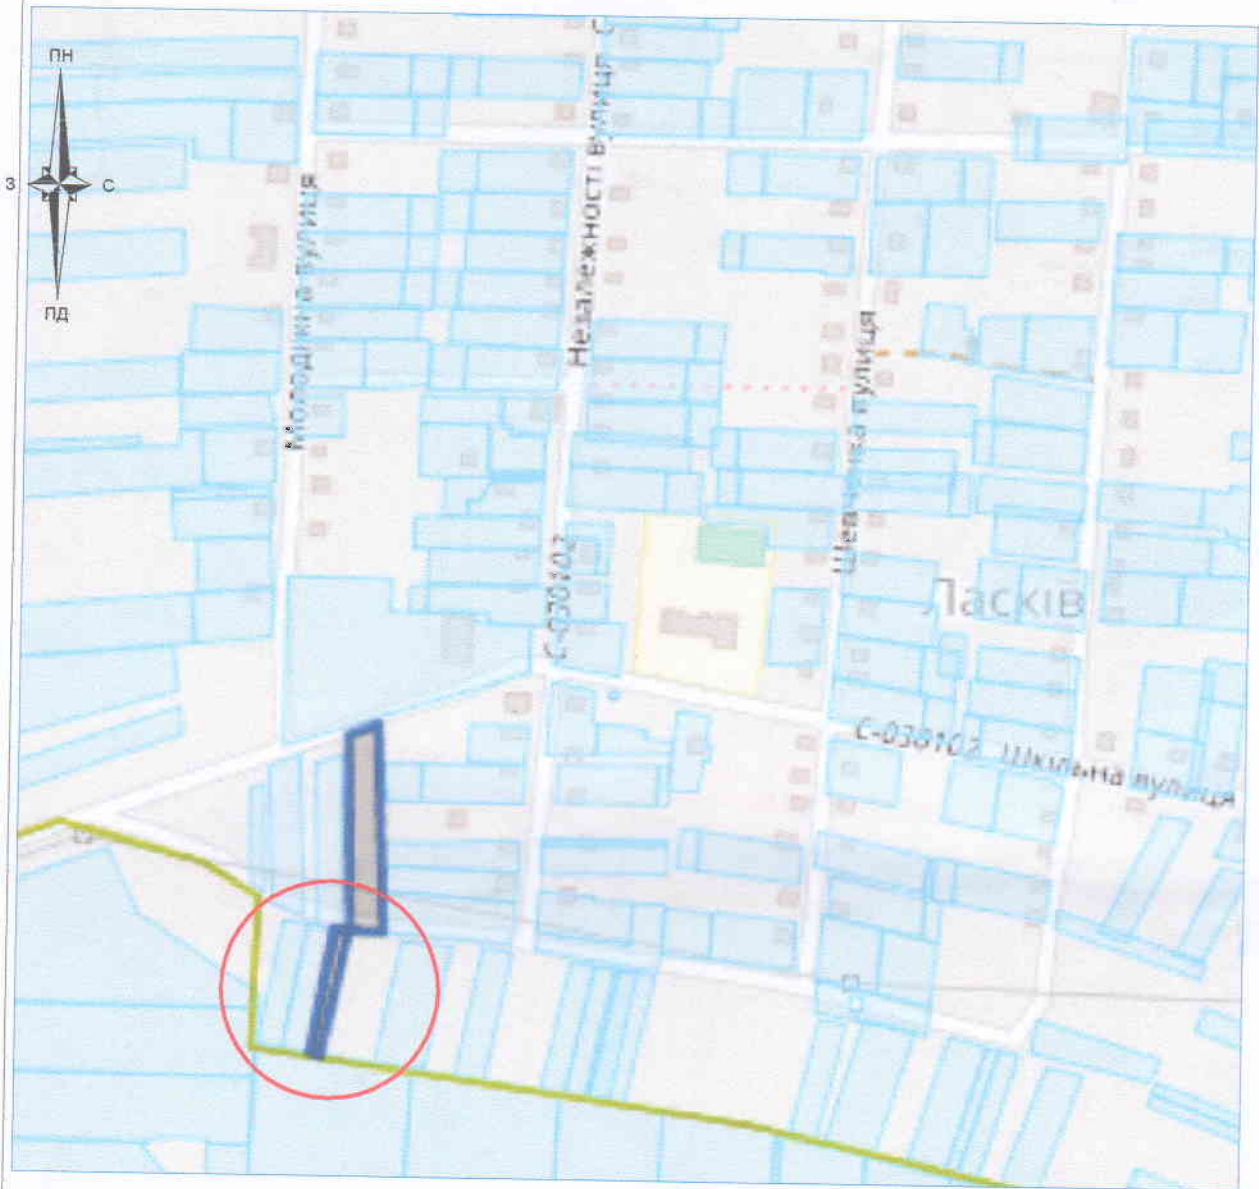 ПН
З С
ПД
Незалежності вулиця С
Молодіжна вулиця
Шевченка вулиця
С-030102
Ласків
С-030102 Шкільна вулиця